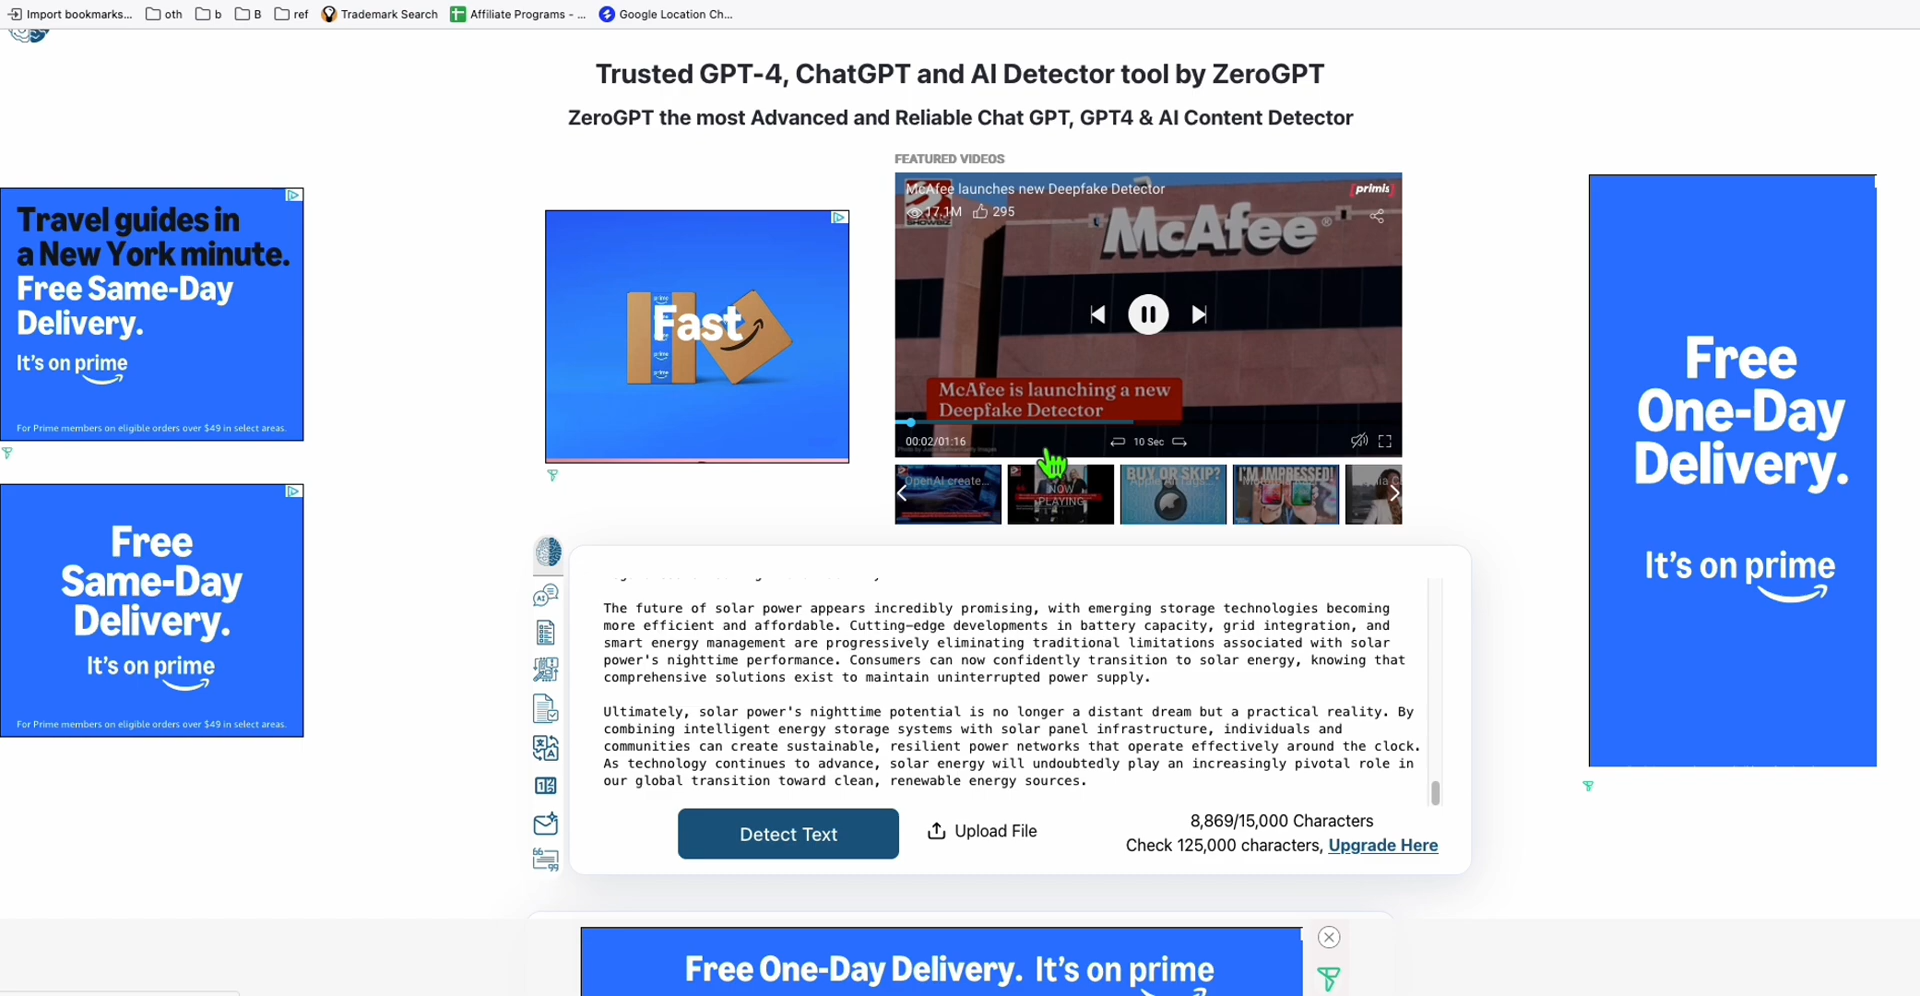 Import bookmarks...
oth
b
B
ref
Trademark Search
Affiliate Programs - ...
Google Location Ch...
Trusted GPT-4, ChatGPT and AI Detector tool by ZeroGPT
ZeroGPT the most Advanced and Reliable Chat GPT, GPT4 & AI Content Detector
FEATURED VIDEOS
McAfee launches new Deepfake Detector
primis
17.1M
295
SHOWBIZ
McAfee
McAfee is launching a new
Deepfake Detector
00:02/01:16
10 Sec
OpenAI create...
NOW
PLAYING
BUY OR SKIP?
I'M IMPRESSED!
Travel guides in
a New York minute.
Free Same-Day
Delivery.
It's on prime
For Prime members on eligible orders over $49 in select areas.
prime
Fast
prime
prime
Free
One-Day
Delivery.
It's on prime
Free
Same-Day
Delivery.
It's on prime
For Prime members on eligible orders over $49 in select areas.
The future of solar power appears incredibly promising, with emerging storage technologies becoming
more efficient and affordable. Cutting-edge developments in battery capacity, grid integration, and
smart energy management are progressively eliminating traditional limitations associated with solar
power's nighttime performance. Consumers can now confidently transition to solar energy, knowing that
comprehensive solutions exist to maintain uninterrupted power supply.
Ultimately, solar power's nighttime potential is no longer a distant dream but a practical reality. By
combining intelligent energy storage systems with solar panel infrastructure, individuals and
communities can create sustainable, resilient power networks that operate effectively around the clock.
As technology continues to advance, solar energy will undoubtedly play an increasingly pivotal role in
our global transition toward clean, renewable energy sources.
Detect Text
Upload File
8,869/15,000 Characters
Check 125,000 characters, Upgrade Here
Free One-Day Delivery. It's on prime